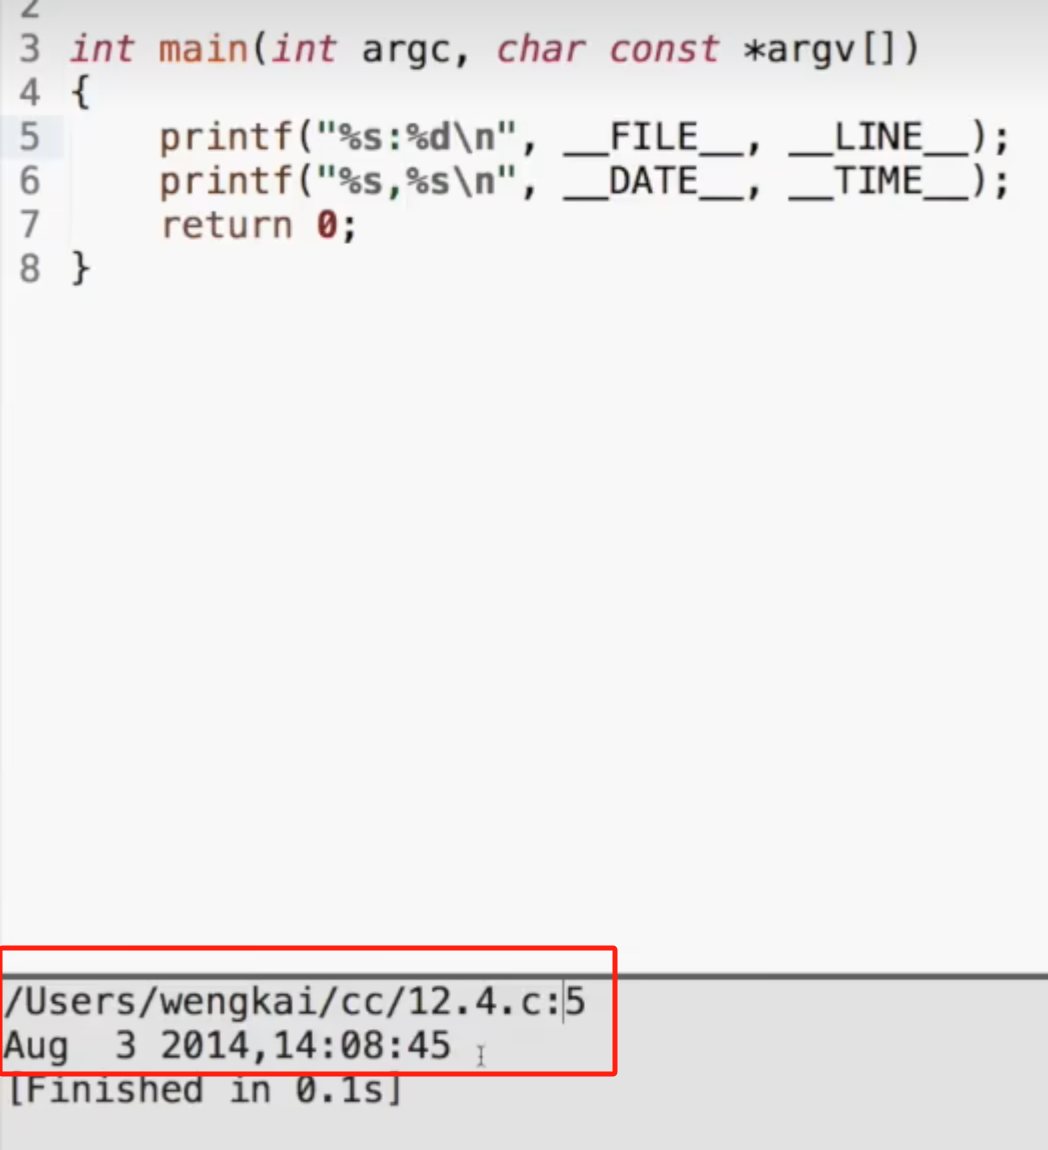 2
3 int main(int argc, char const *argv[])
4 {
5     printf("%s:%d\n", __FILE__, __LINE__);
6     printf("%s,%s\n", __DATE__, __TIME__);
7     return 0;
8 }
/Users/wengkai/cc/12.4.c:5
Aug  3 2014,14:08:45
[Finished in 0.1s]